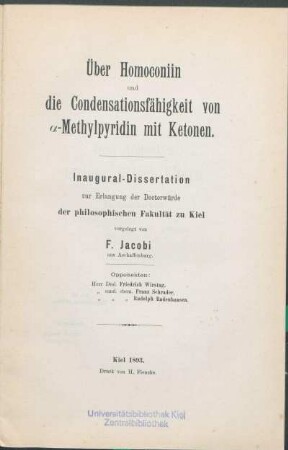 Über Homoconiin
und
die Condensationsfähigkeit von
α-Methylpyridin mit Ketonen.
Inaugural-Dissertation
zur Erlangung der Doctorwürde
der philosophischen Fakultät zu Kiel
vorgelegt von
F. Jacobi
aus Aschaffenburg.
Opponenten:
Herr Dref. Friedrich Wirsing.
„ cand. chem. Franz Schrader.
„ „ „ Rudolph
Kiel 1893.
Druck von H. Fiencke.
Universitätsbibliothek Kiel
Zentralbibliothek